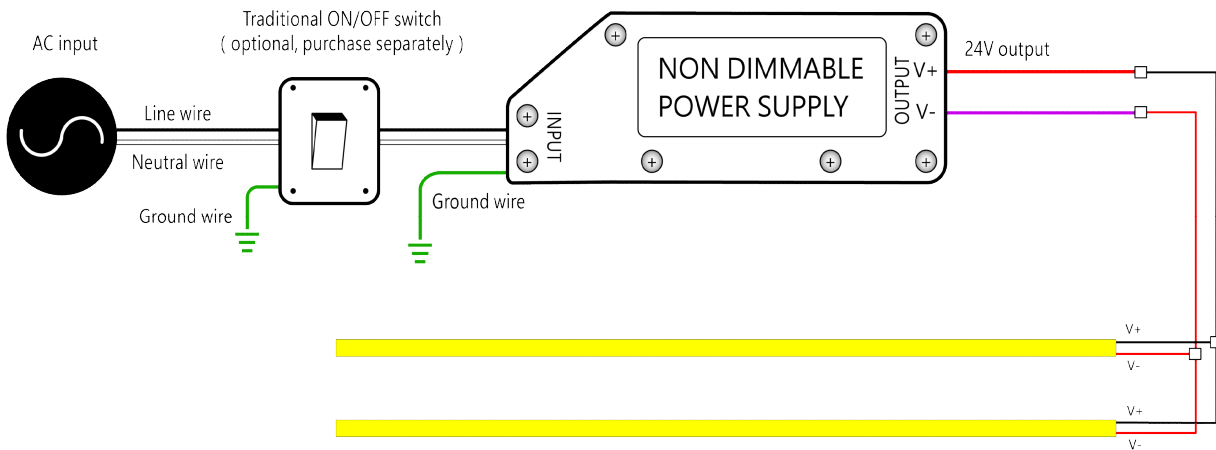 Traditional ON/OFF switch
( optional, purchase separately )
AC input
Line wire
Neutral wire
Ground wire
Ground wire
INPUT
NON DIMMABLE
POWER SUPPLY
OUTPUT
V+
V-
24V output
V+
V-
V+
V-